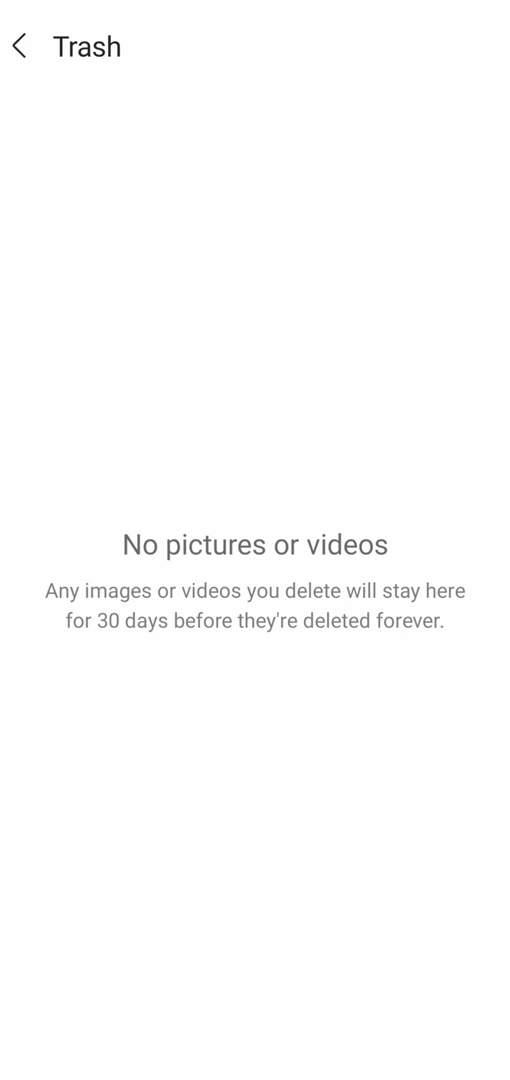 Trash
No pictures or videos
Any images or videos you delete will stay here
for 30 days before they're deleted forever.